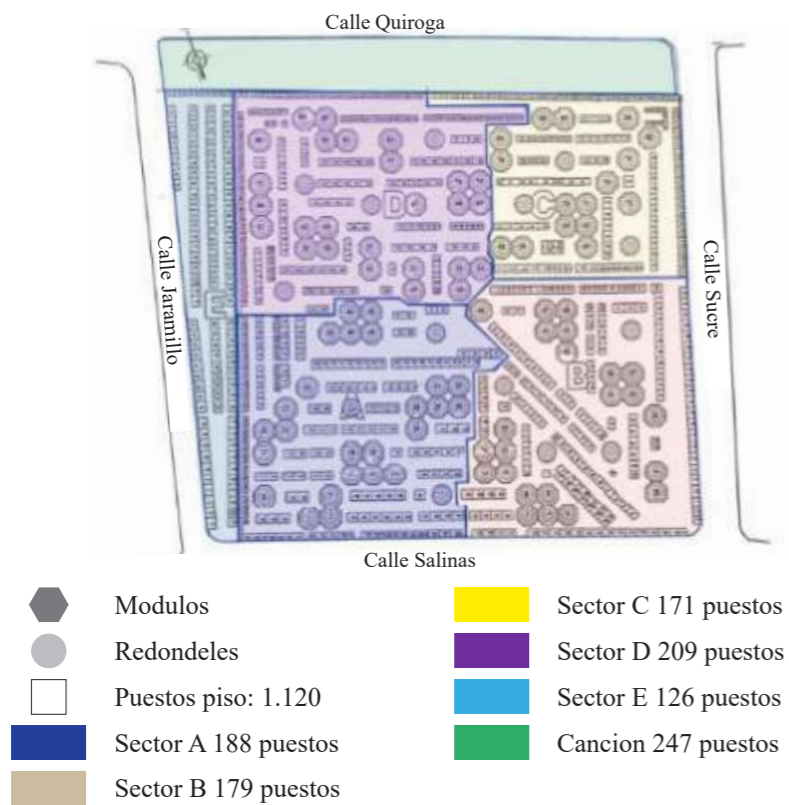 Calle Quiroga
D
C
Calle Jaramillo
Calle Sucre
E
B
A
Calle Salinas
Modulos
Redondeles
Puestos piso: 1.120
Sector A 188 puestos
Sector B 179 puestos
Sector C 171 puestos
Sector D 209 puestos
Sector E 126 puestos
Cancion 247 puestos